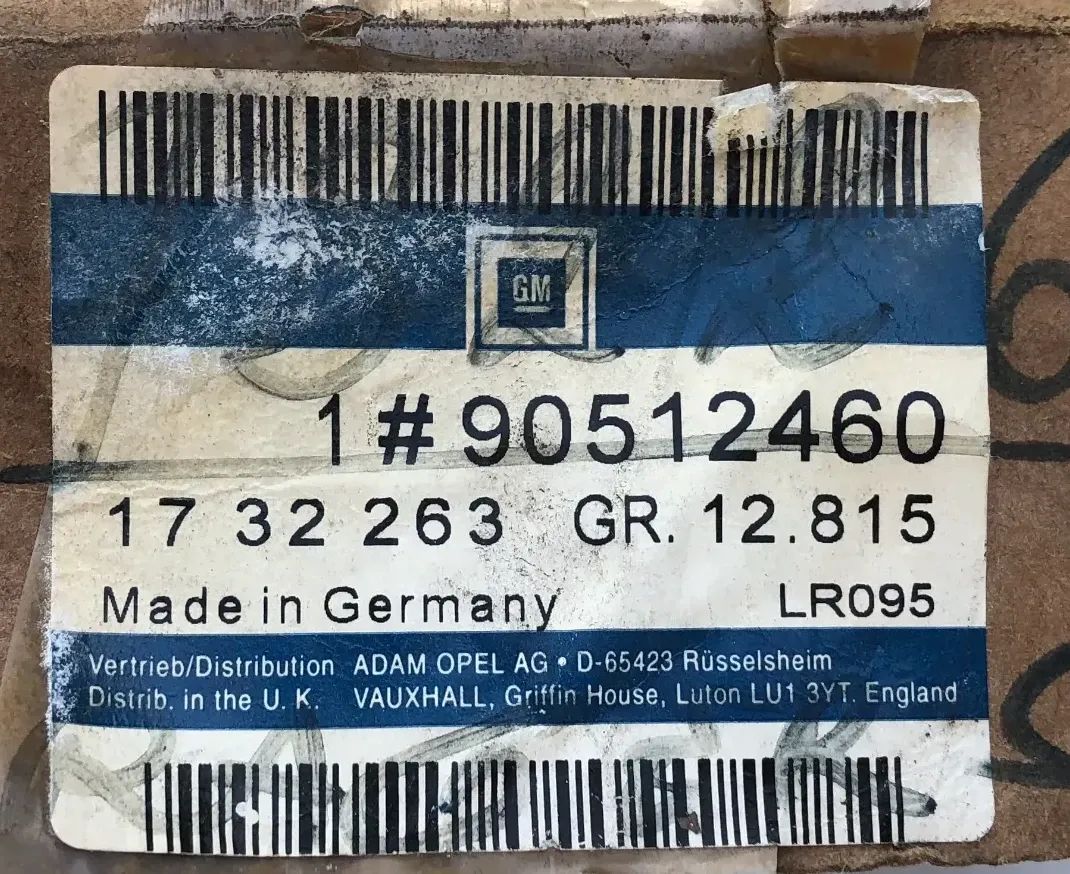 GM
1 # 90512460
17 32 263 GR. 12.815
Made in Germany LR095
Vertrieb/Distribution ADAM OPEL AG • D-65423 Rüsselsheim
Distrib. in the U. K. VAUXHALL, Griffin House, Luton LU1 3YT. England